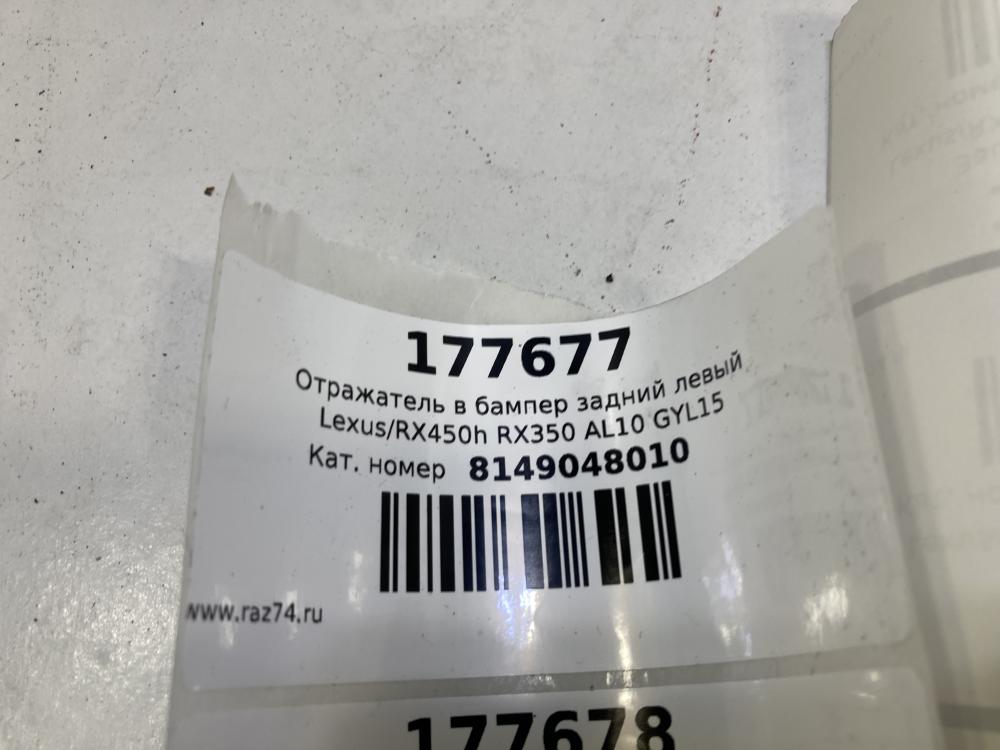 177677
Отражатель в бампер задний левый
Lexus/RX450h RX350 AL10 GYL15
Кат. номер 8149048010
www.raz74.ru
177678